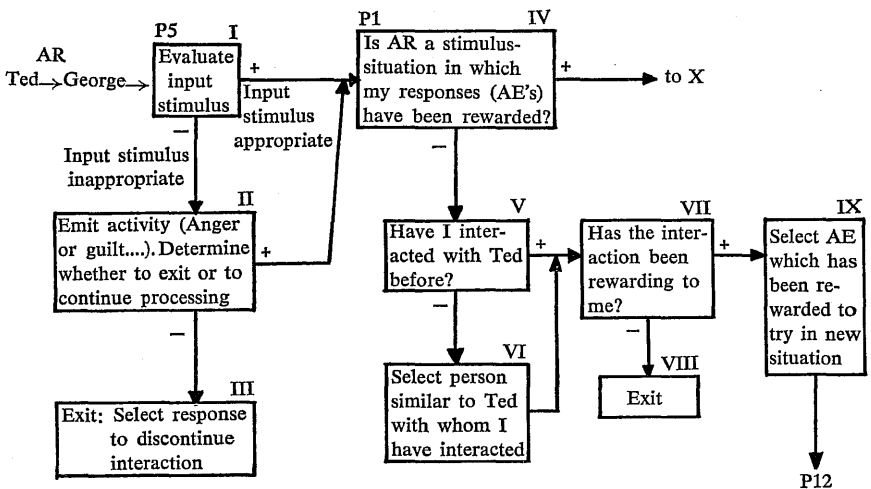 AR
Ted→George→
P5
I
Evaluate
input
stimulus
+
Input
stimulus
appropriate
−
Input stimulus
inappropriate
II
Emit activity (Anger
or guilt....). Determine
whether to exit or to
continue processing
+
−
III
Exit: Select response
to discontinue
interaction
P1
IV
Is AR a stimulus-
situation in which
my responses (AE's)
have been rewarded?
+
to X
−
V
Have I inter-
acted with Ted
before?
+
−
VI
Select person
similar to Ted
with whom I
have interacted
VII
Has the inter-
action been
rewarding to
me?
+
−
VIII
Exit
IX
Select AE
which has
been re-
warded to
try in new
situation
P12